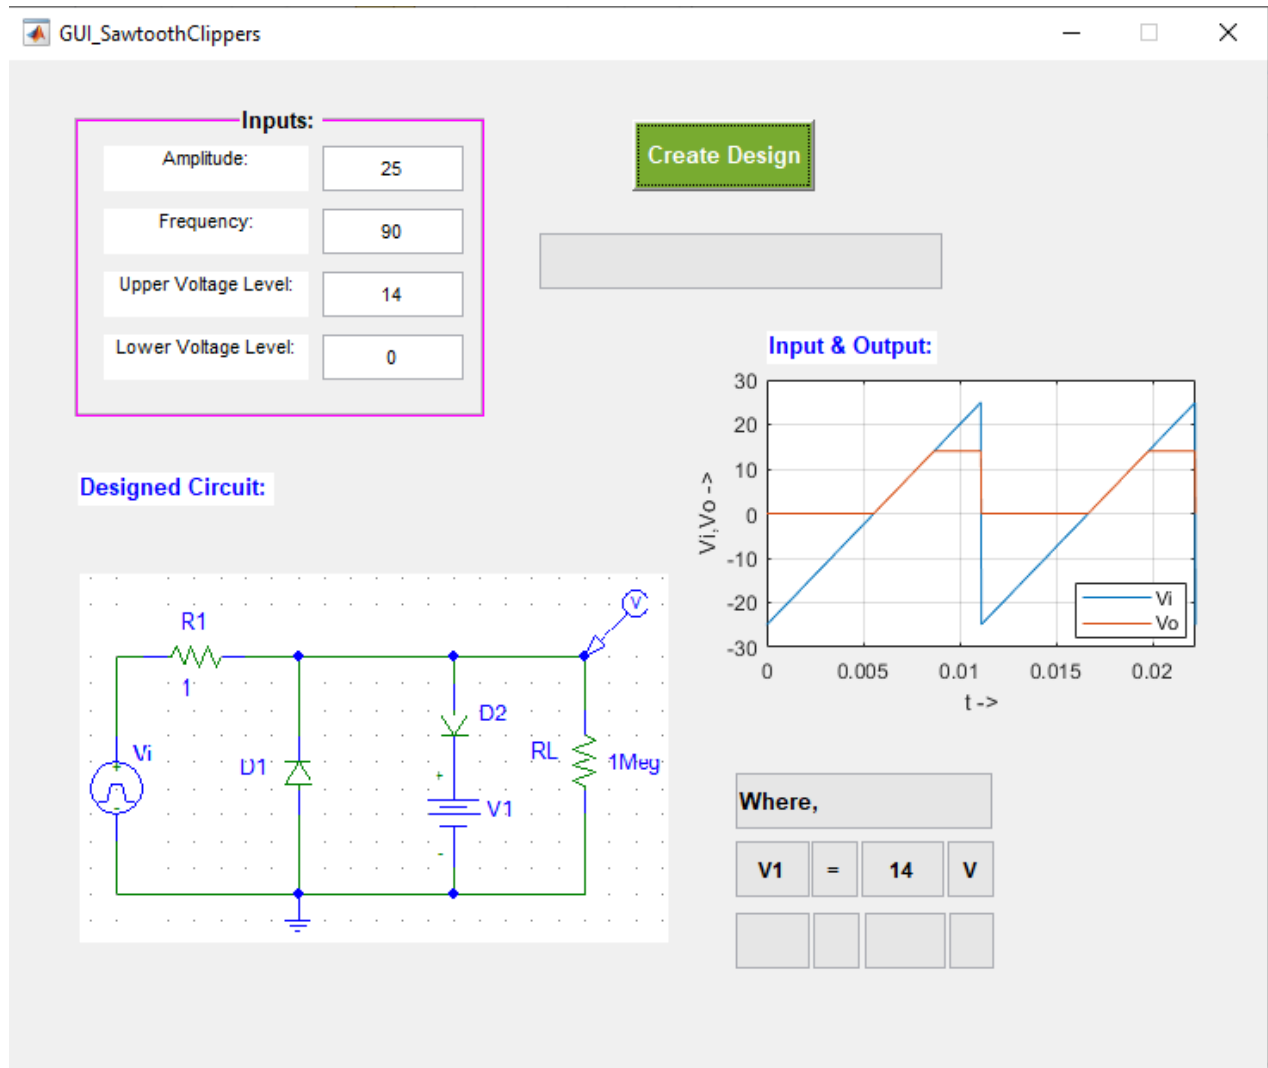 GUI_SawtoothClippers
Inputs:
Amplitude: 25
Frequency: 90
Upper Voltage Level: 14
Lower Voltage Level: 0
Create Design
Input & Output:
30
20
10
0
-10
-20
-30
Vi,Vo ->
Vi
Vo
0 0.005 0.01 0.015 0.02
t ->
Designed Circuit:
V
R1
1
Vi
+
-
D1
D2
+
V1
-
RL
1Meg
Where,
V1 = 14 V